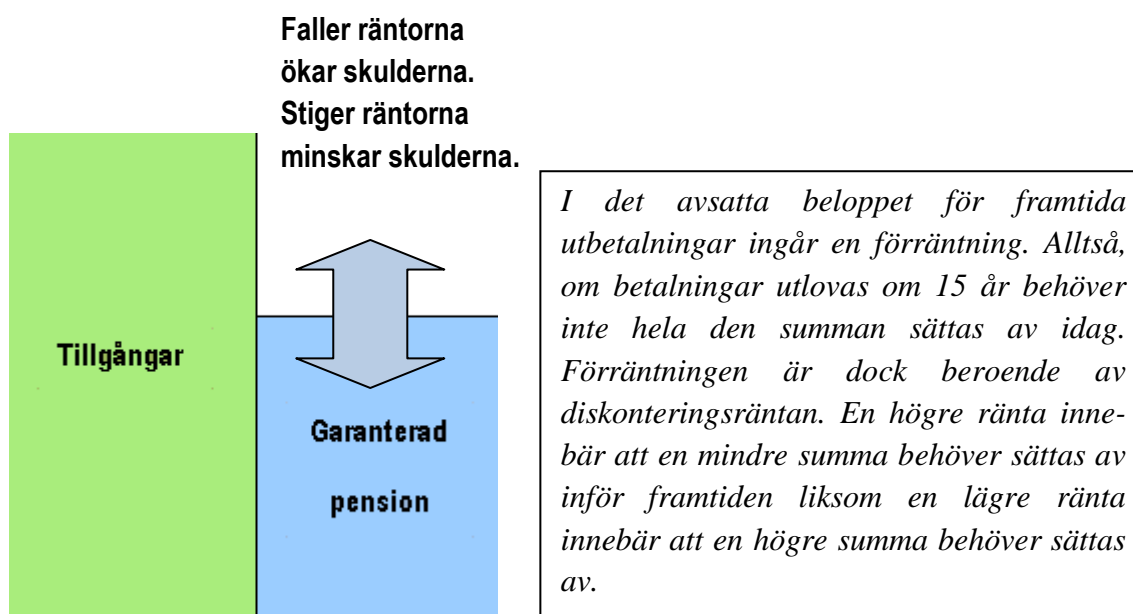 Faller räntorna
ökar skulderna.
Stiger räntorna
minskar skulderna.
Tillgångar
Garanterad
pension
I det avsatta beloppet för framtida
utbetalningar ingår en förräntning. Alltså,
om betalningar utlovas om 15 år behöver
inte hela den summan sättas av idag.
Förräntningen är dock beroende av
diskonteringsräntan. En högre ränta inne-
bär att en mindre summa behöver sättas av
inför framtiden liksom en lägre ränta
innebär att en högre summa behöver sättas
av.